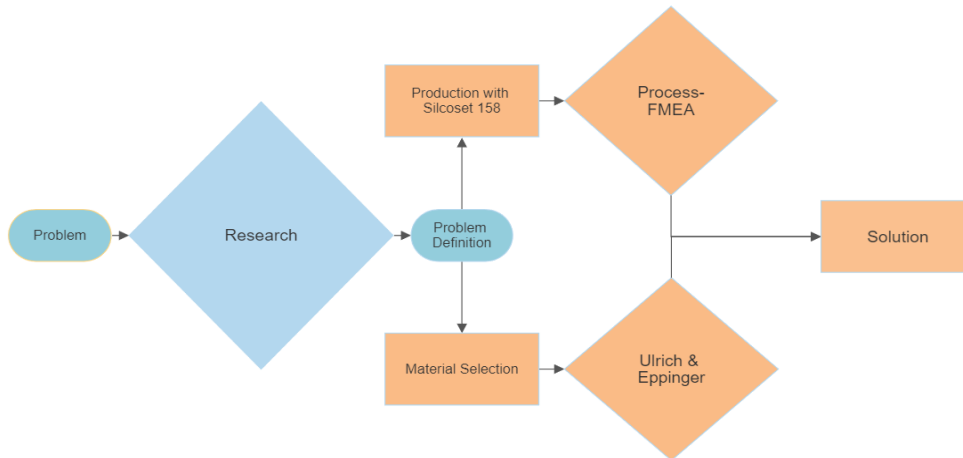 Problem
Research
Problem
Definition
Production with
Silcoset 158
Process-
FMEA
Material Selection
Ulrich &
Eppinger
Solution